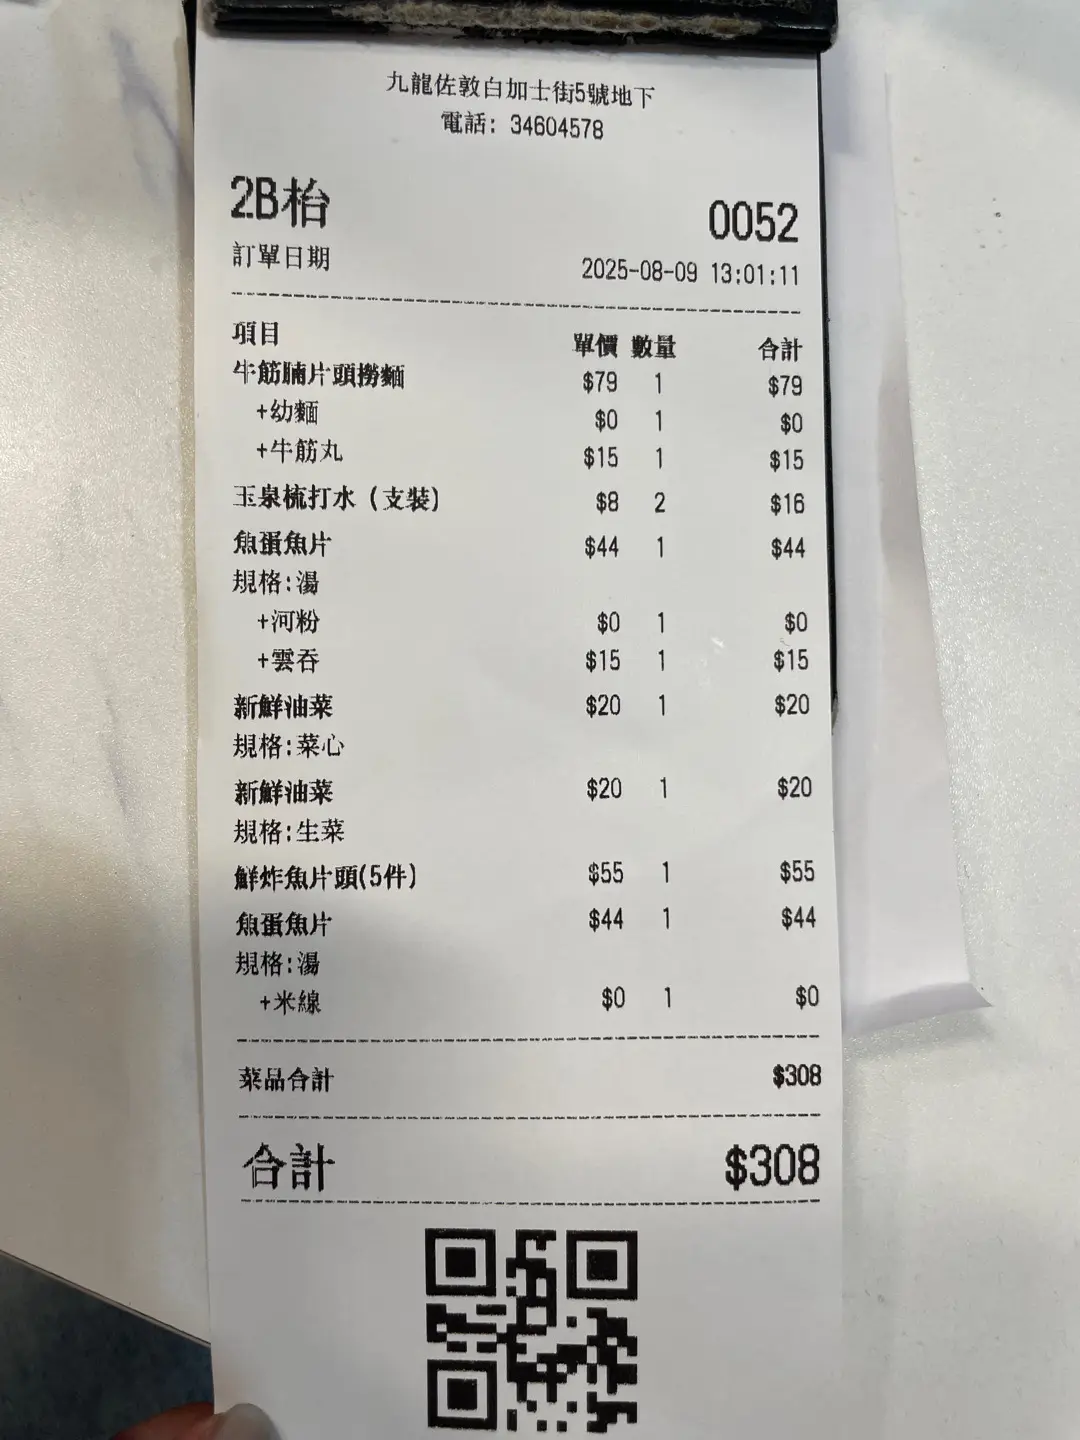 九龍佐敦白加士街5號地下
電話: 34604578
2B枱 0052
訂單日期 2025-08-09 13:01:11
項目 單價 數量 合計
牛筋腩片頭撈麵 $79 1 $79
+幼麵 $0 1 $0
+牛筋丸 $15 1 $15
玉泉梳打水 (支裝) $8 2 $16
魚蛋魚片 $44 1 $44
規格:湯
+河粉 $0 1 $0
+雲吞 $15 1 $15
新鮮油菜 $20 1 $20
規格:菜心
新鮮油菜 $20 1 $20
規格:生菜
鮮炸魚片頭(5件) $55 1 $55
魚蛋魚片 $44 1 $44
規格:湯
+米線 $0 1 $0
菜品合計 $308
合計 $308